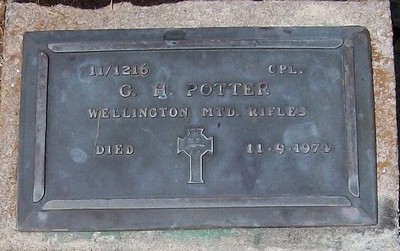 11/1216 CPL.
G. H. POTTER
WELLINGTON MTD. RIFLES
DIED 11·9·1974